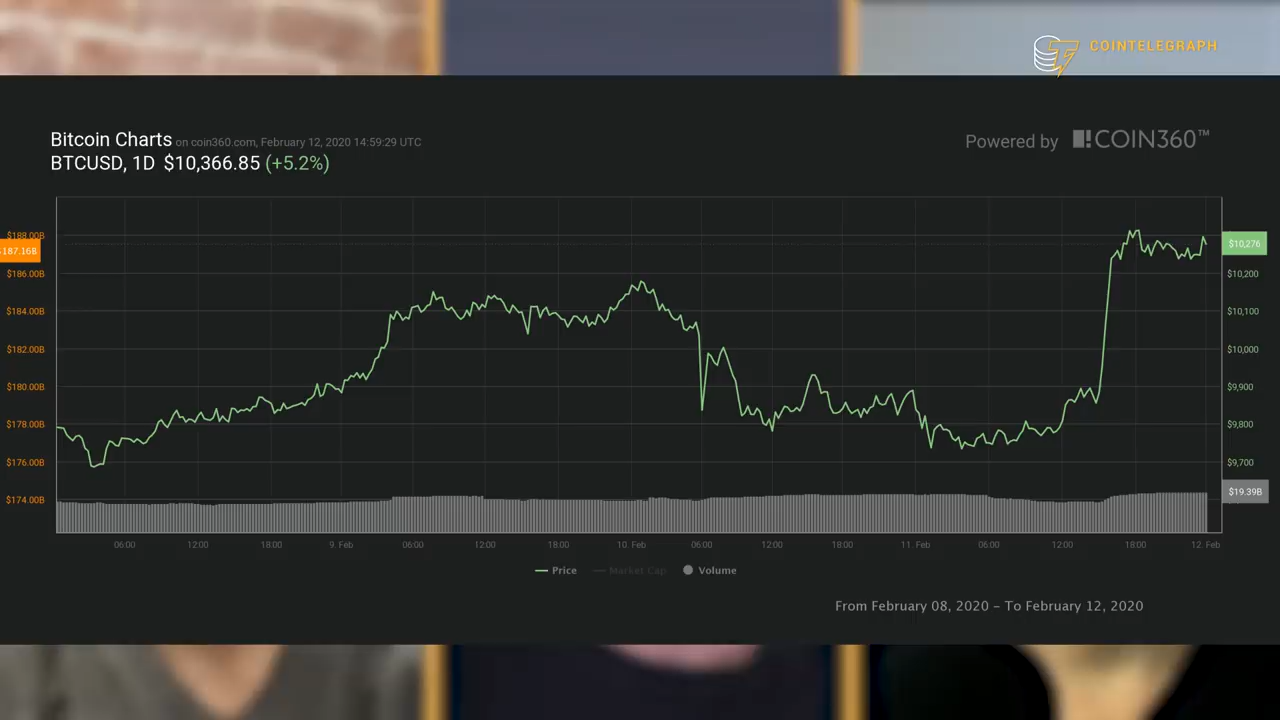 COINTELEGRAPH
Bitcoin Charts on coin360.com, February 12, 2020 14:59:29 UTC
Powered by COIN360™
BTCUSD, 1D $10,366.85 (+5.2%)
$188.00B
$187.16B
$186.00B
$184.00B
$182.00B
$180.00B
$178.00B
$176.00B
$174.00B
$10,276
$10,200
$10,100
$10,000
$9,900
$9,800
$9,700
$19.39B
06:00 12:00 18:00 9. Feb 06:00 12:00 18:00 10. Feb 06:00 12:00 18:00 11. Feb 06:00 12:00 18:00 12. Feb
Price Market Cap Volume
From February 08, 2020 – To February 12, 2020